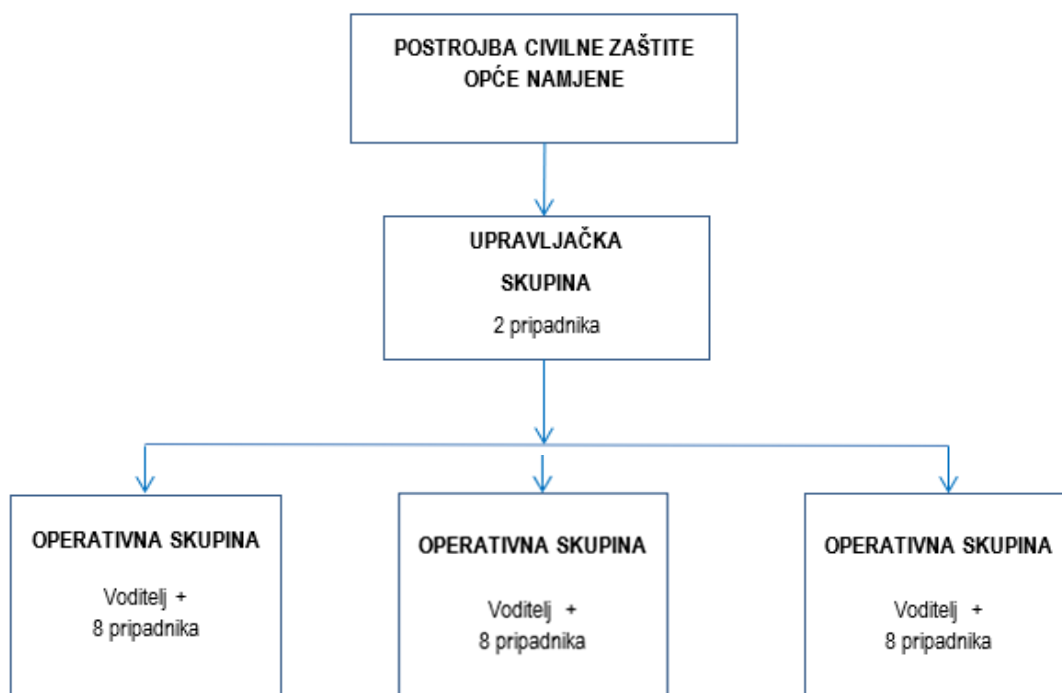 POSTROJBA CIVILNE ZAŠTITE
OPĆE NAMJENE
UPRAVLJAČKA
SKUPINA
2 pripadnika
OPERATIVNA SKUPINA
Voditelj +
8 pripadnika
OPERATIVNA SKUPINA
Voditelj +
8 pripadnika
OPERATIVNA SKUPINA
Voditelj +
8 pripadnika